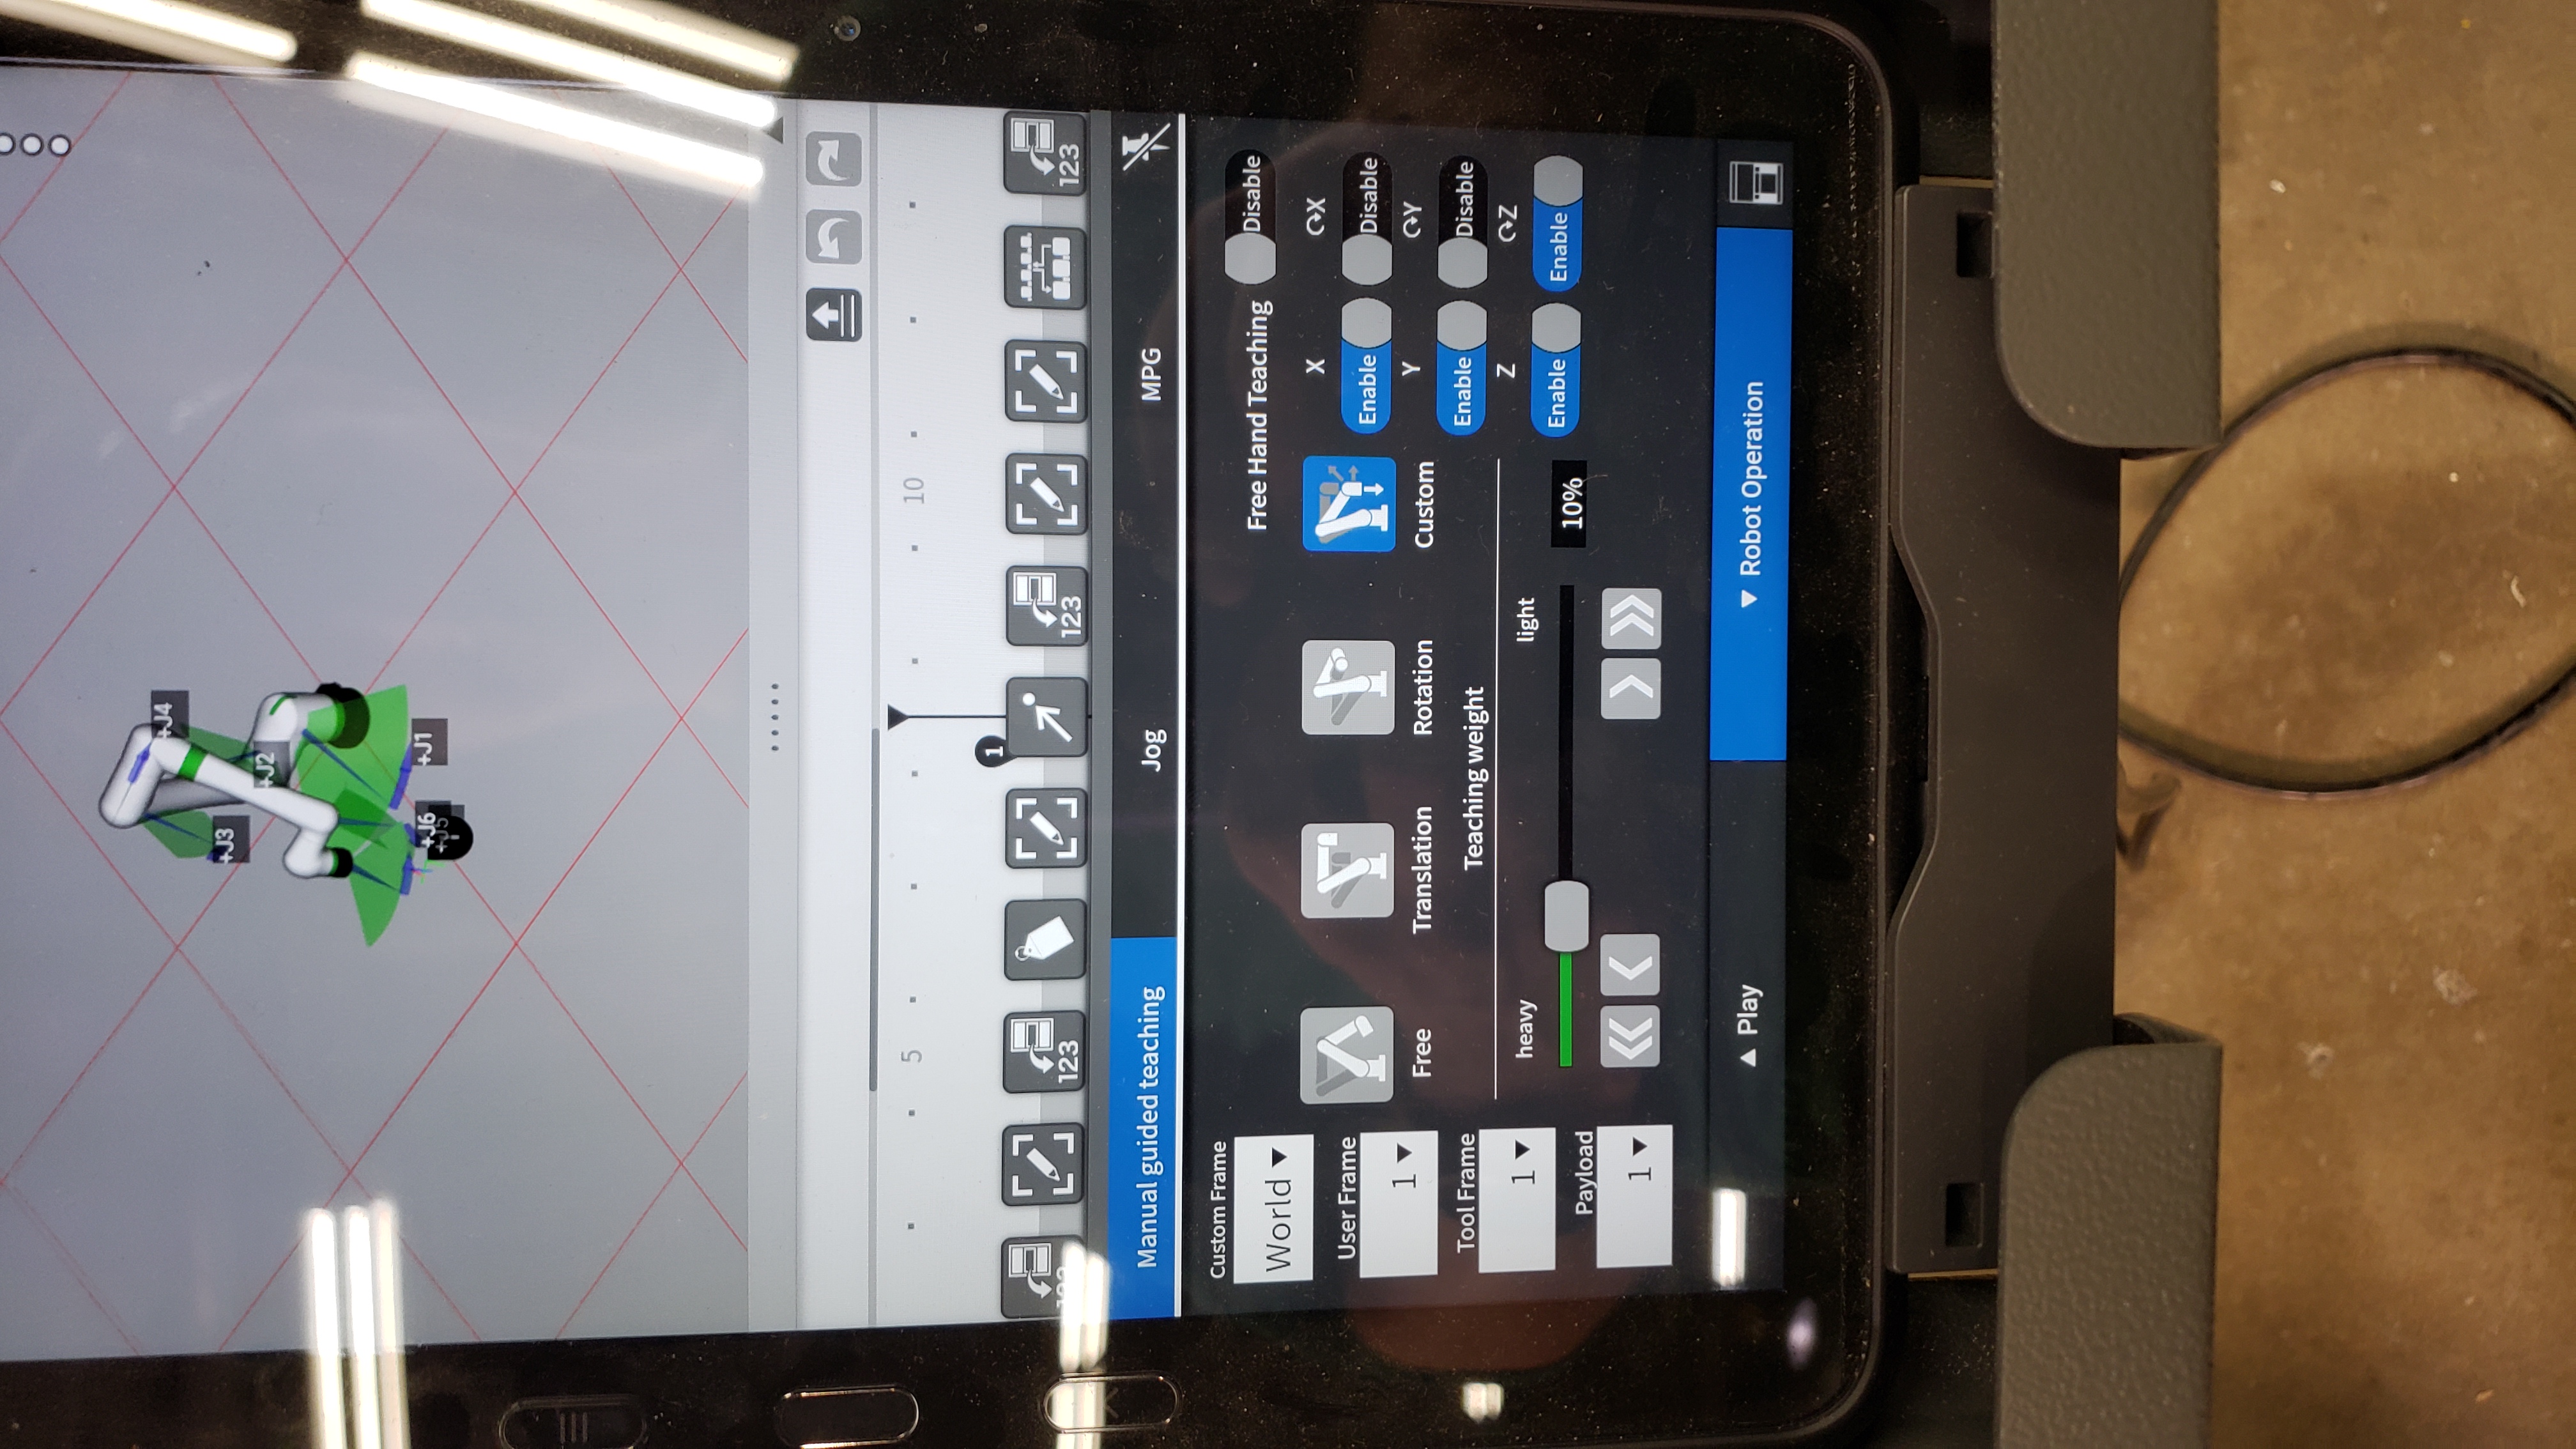 +J4
+J3
+J2
+J6
+J1
+J5
5
10
1
123
123
123
123
Manual guided teaching
Jog
MPG
Custom Frame
World
Free Hand Teaching
Disable
X
X
User Frame
1
Enable
Disable
Free
Translation
Rotation
Custom
Y
Y
Tool Frame
1
Teaching weight
Enable
Disable
Z
Z
heavy
light
10%
Enable
Enable
Payload
1
Play
Robot Operation